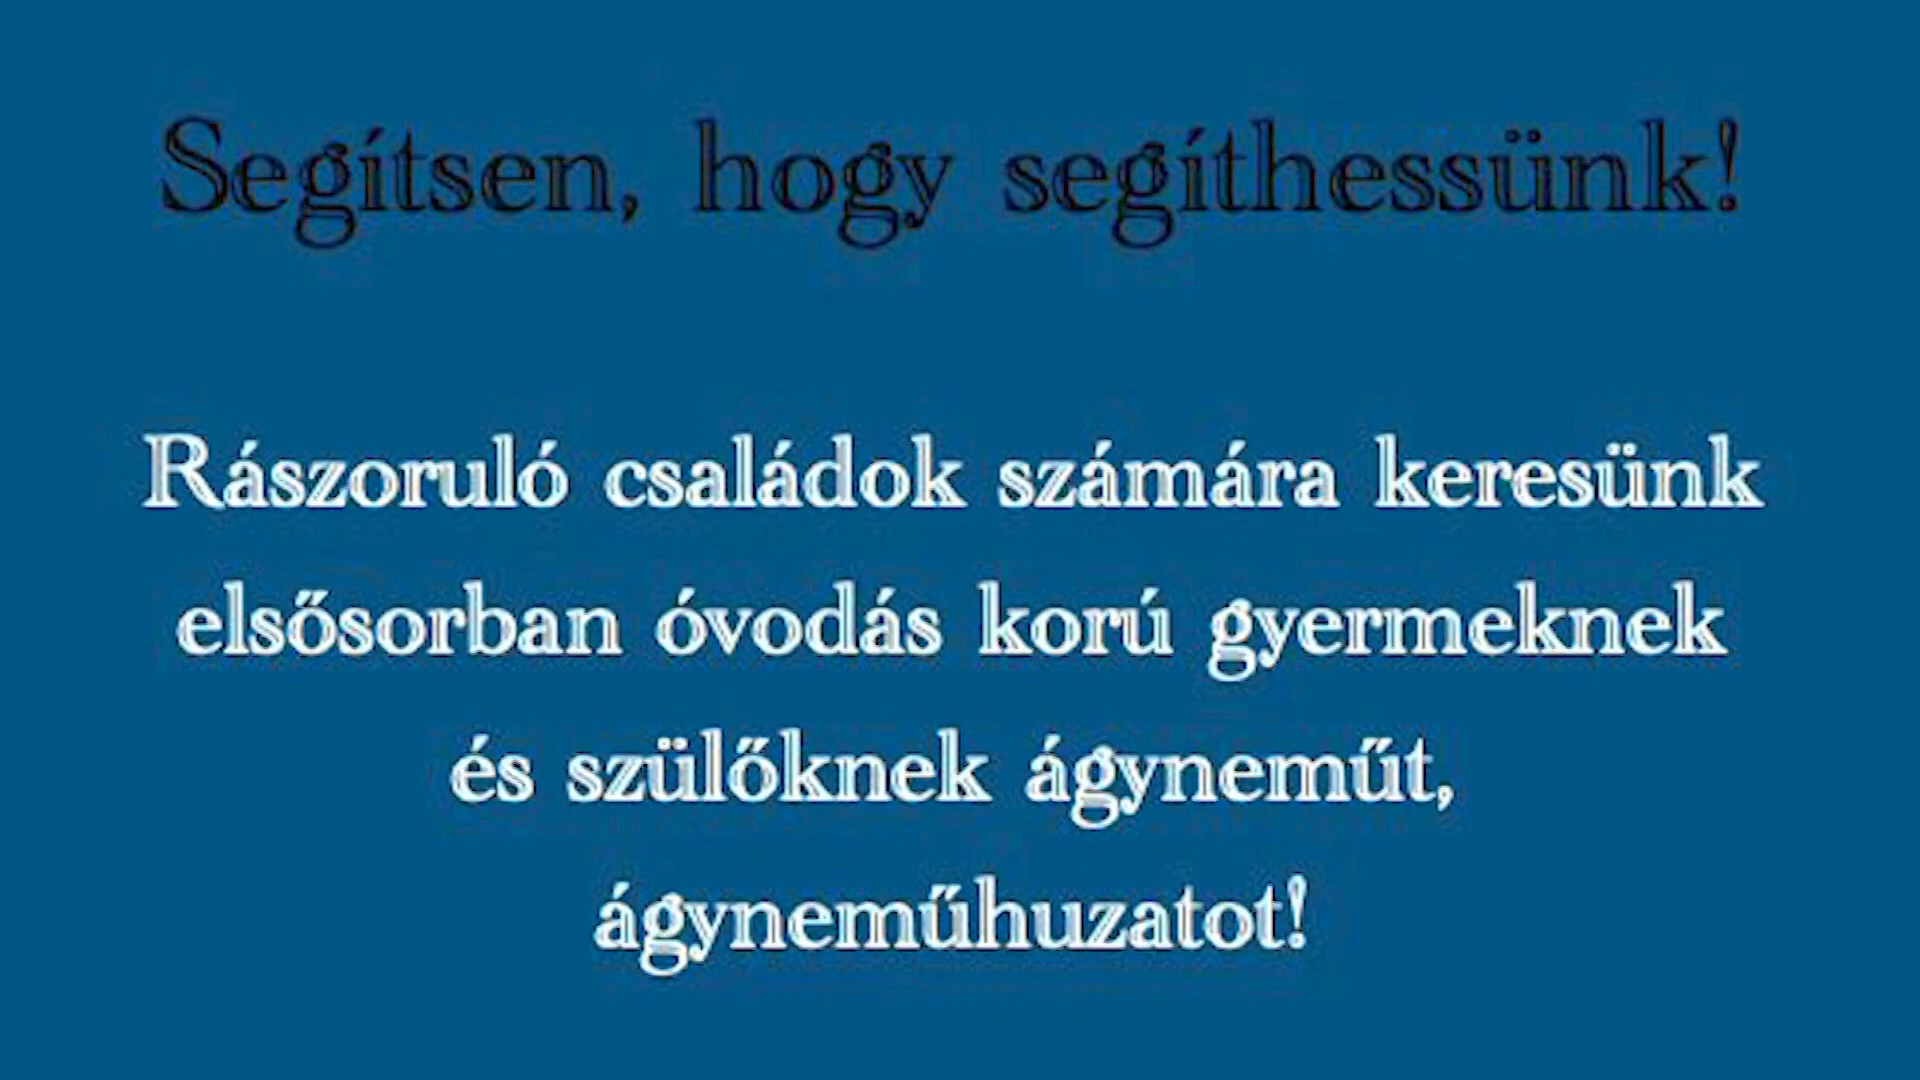 Segítsen, hogy segíthessünk!
Rászoruló családok számára keresünk
elsősorban óvodás korú gyermeknek
és szülőknek ágyneműt,
ágyneműhuzatot!